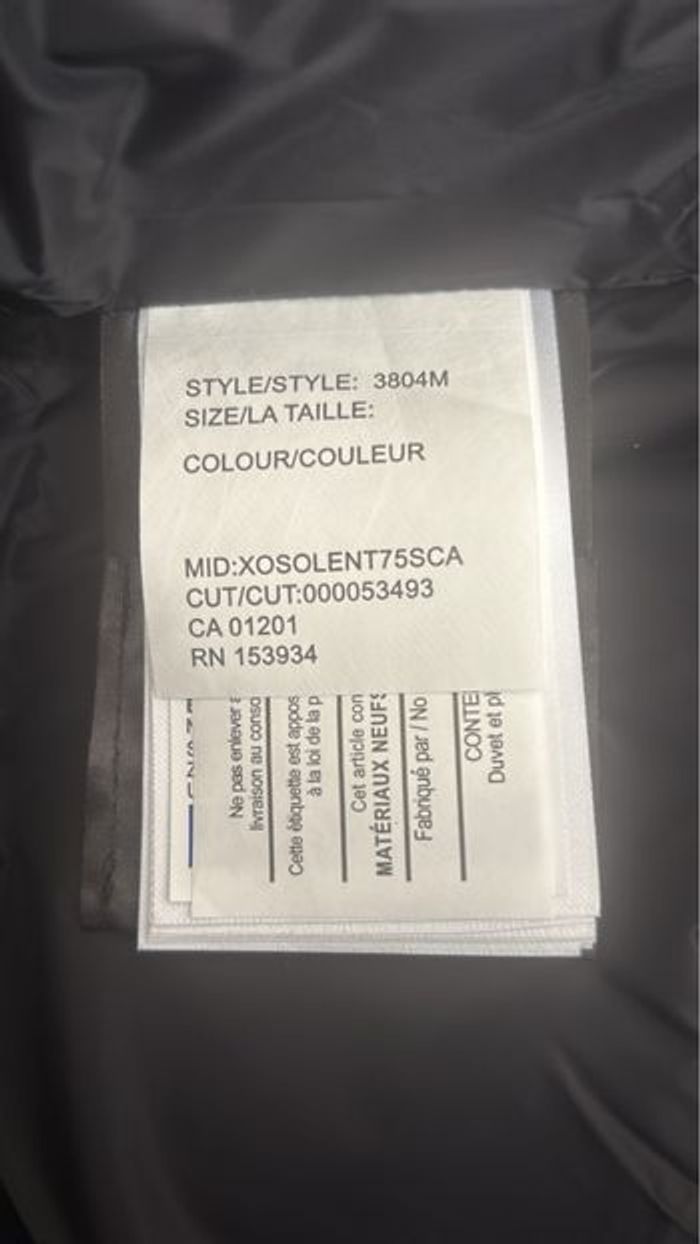 STYLE/STYLE: 3804M
SIZE/LA TAILLE:
COLOUR/COULEUR
MID:XOSOLENT75SCA
CUT/CUT:000053493
CA 01201
RN 153934
Ne pas enlever
livraison au conso
Cette étiquette est appos
à la loi de la p
Cet article con
MATÉRIAUX NEUFS
Fabriqué par / No
CONTE
Duvet et pl